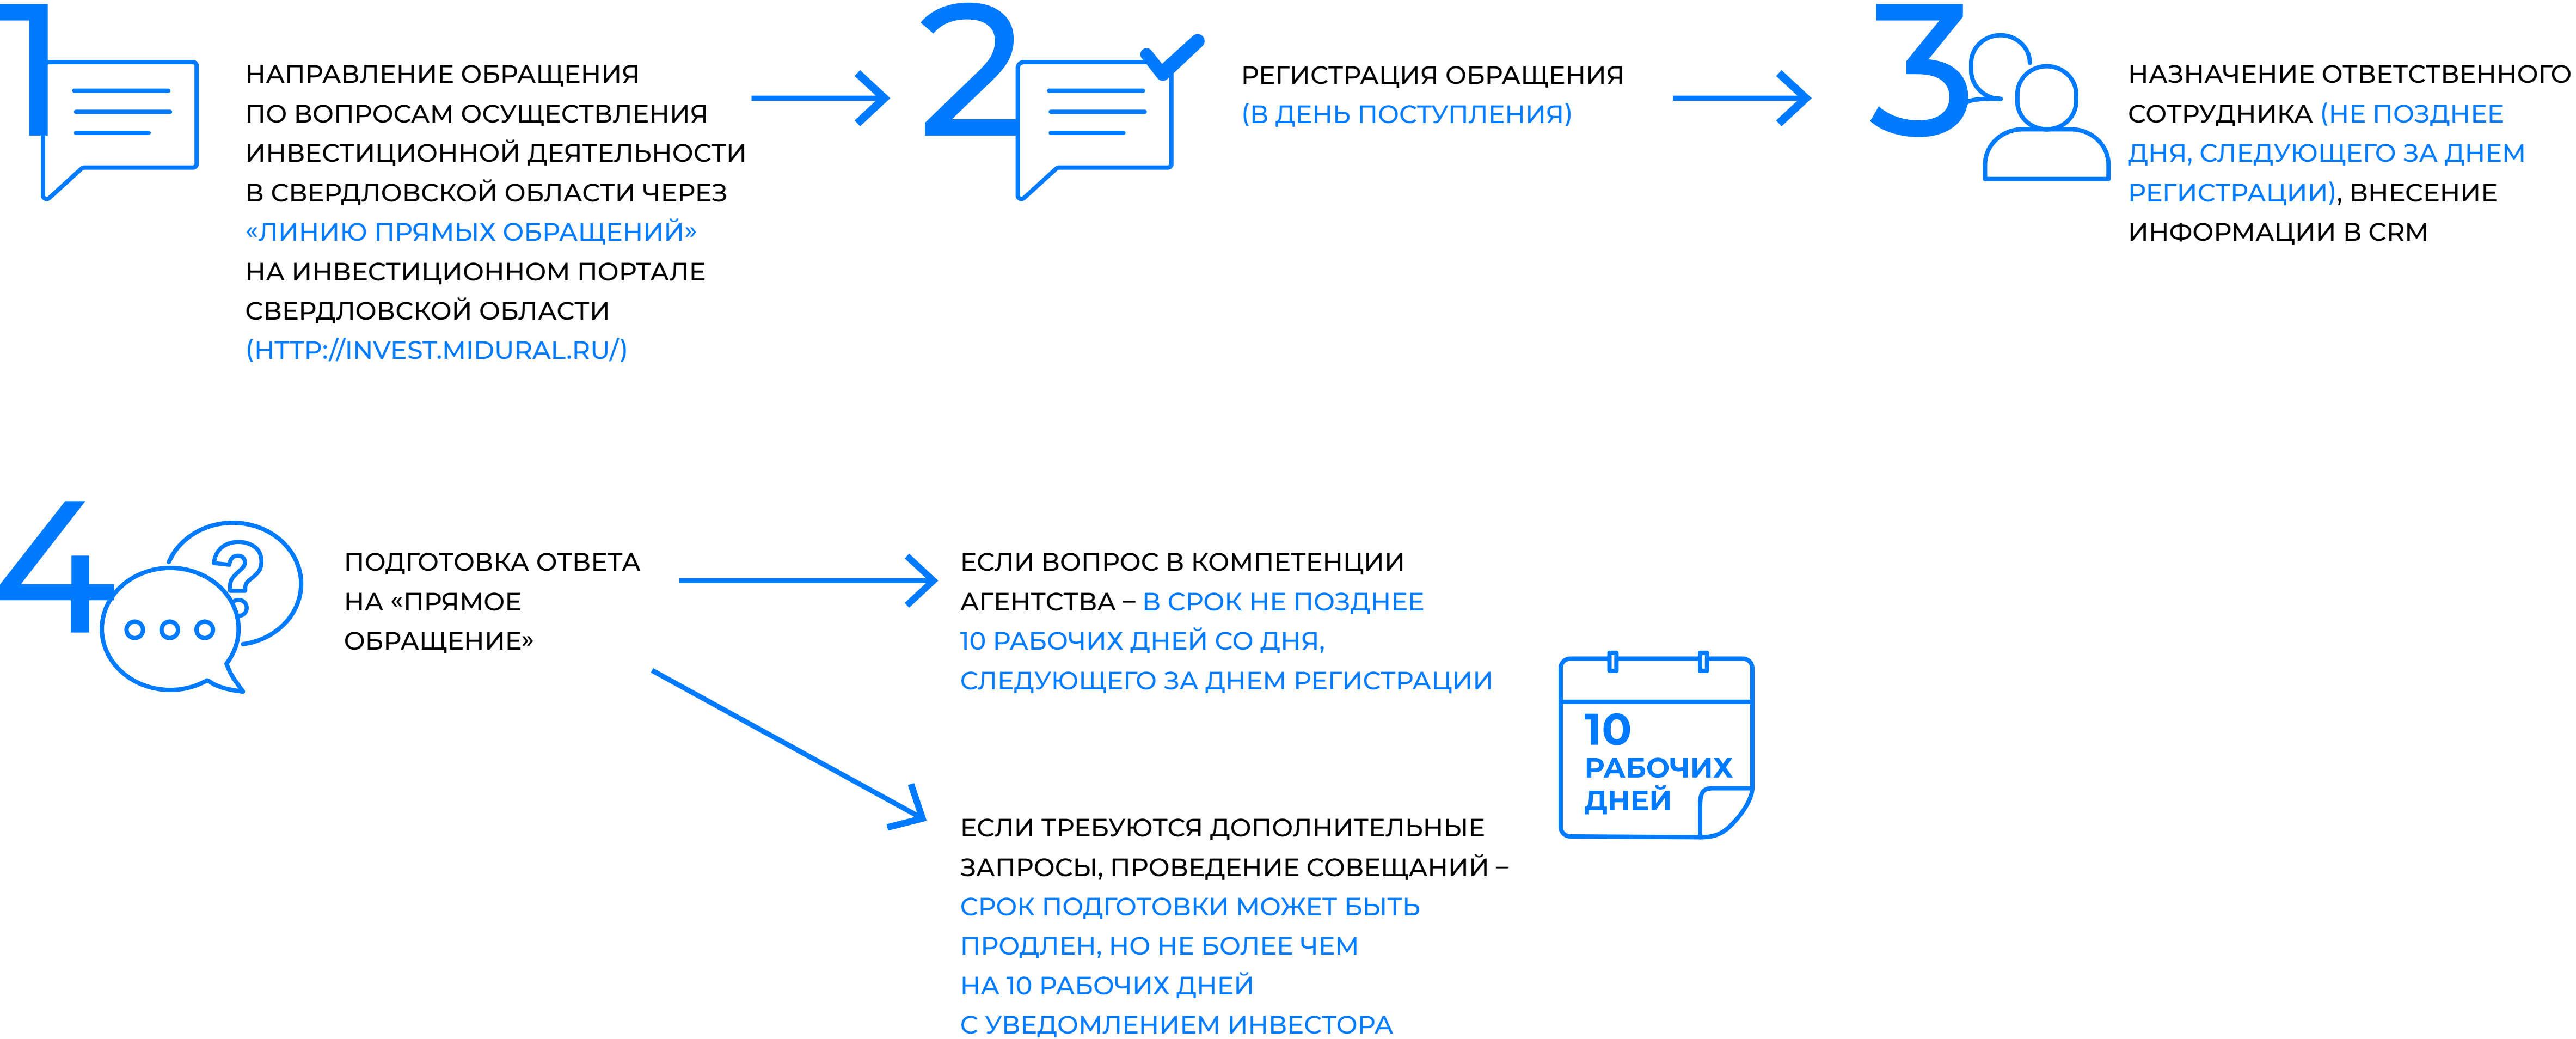 1
НАПРАВЛЕНИЕ ОБРАЩЕНИЯ
ПО ВОПРОСАМ ОСУЩЕСТВЛЕНИЯ
ИНВЕСТИЦИОННОЙ ДЕЯТЕЛЬНОСТИ
В СВЕРДЛОВСКОЙ ОБЛАСТИ ЧЕРЕЗ
«ЛИНИЮ ПРЯМЫХ ОБРАЩЕНИЙ»
НА ИНВЕСТИЦИОННОМ ПОРТАЛЕ
СВЕРДЛОВСКОЙ ОБЛАСТИ
(HTTP://INVEST.MIDURAL.RU/)
2
РЕГИСТРАЦИЯ ОБРАЩЕНИЯ
(В ДЕНЬ ПОСТУПЛЕНИЯ)
3
НАЗНАЧЕНИЕ ОТВЕТСТВЕННОГО
СОТРУДНИКА (НЕ ПОЗДНЕЕ
ДНЯ, СЛЕДУЮЩЕГО ЗА ДНЕМ
РЕГИСТРАЦИИ), ВНЕСЕНИЕ
ИНФОРМАЦИИ В CRM
4
?
ПОДГОТОВКА ОТВЕТА
НА «ПРЯМОЕ
ОБРАЩЕНИЕ»
ЕСЛИ ВОПРОС В КОМПЕТЕНЦИИ
АГЕНТСТВА – В СРОК НЕ ПОЗДНЕЕ
10 РАБОЧИХ ДНЕЙ СО ДНЯ,
СЛЕДУЮЩЕГО ЗА ДНЕМ РЕГИСТРАЦИИ
ЕСЛИ ТРЕБУЮТСЯ ДОПОЛНИТЕЛЬНЫЕ
ЗАПРОСЫ, ПРОВЕДЕНИЕ СОВЕЩАНИЙ –
СРОК ПОДГОТОВКИ МОЖЕТ БЫТЬ
ПРОДЛЕН, НО НЕ БОЛЕЕ ЧЕМ
НА 10 РАБОЧИХ ДНЕЙ
С УВЕДОМЛЕНИЕМ ИНВЕСТОРА
10
РАБОЧИХ
ДНЕЙ